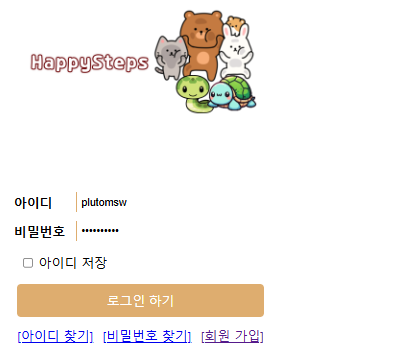 HappySteps
아이디 plutomsw
비밀번호 ••••••••••
아이디 저장
로그인 하기
[아이디 찾기] [비밀번호 찾기] [회원 가입]